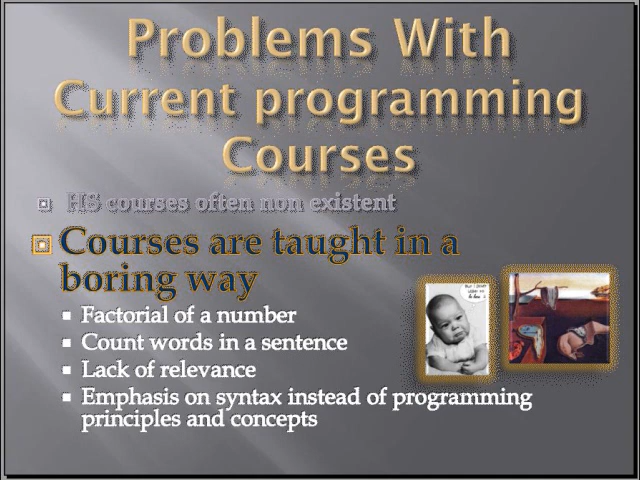 Problems With
Current programming
Courses
HS courses often non existent
Courses are taught in a
boring way
Factorial of a number
Count words in a sentence
Lack of relevance
Emphasis on syntax instead of programming
principles and concepts